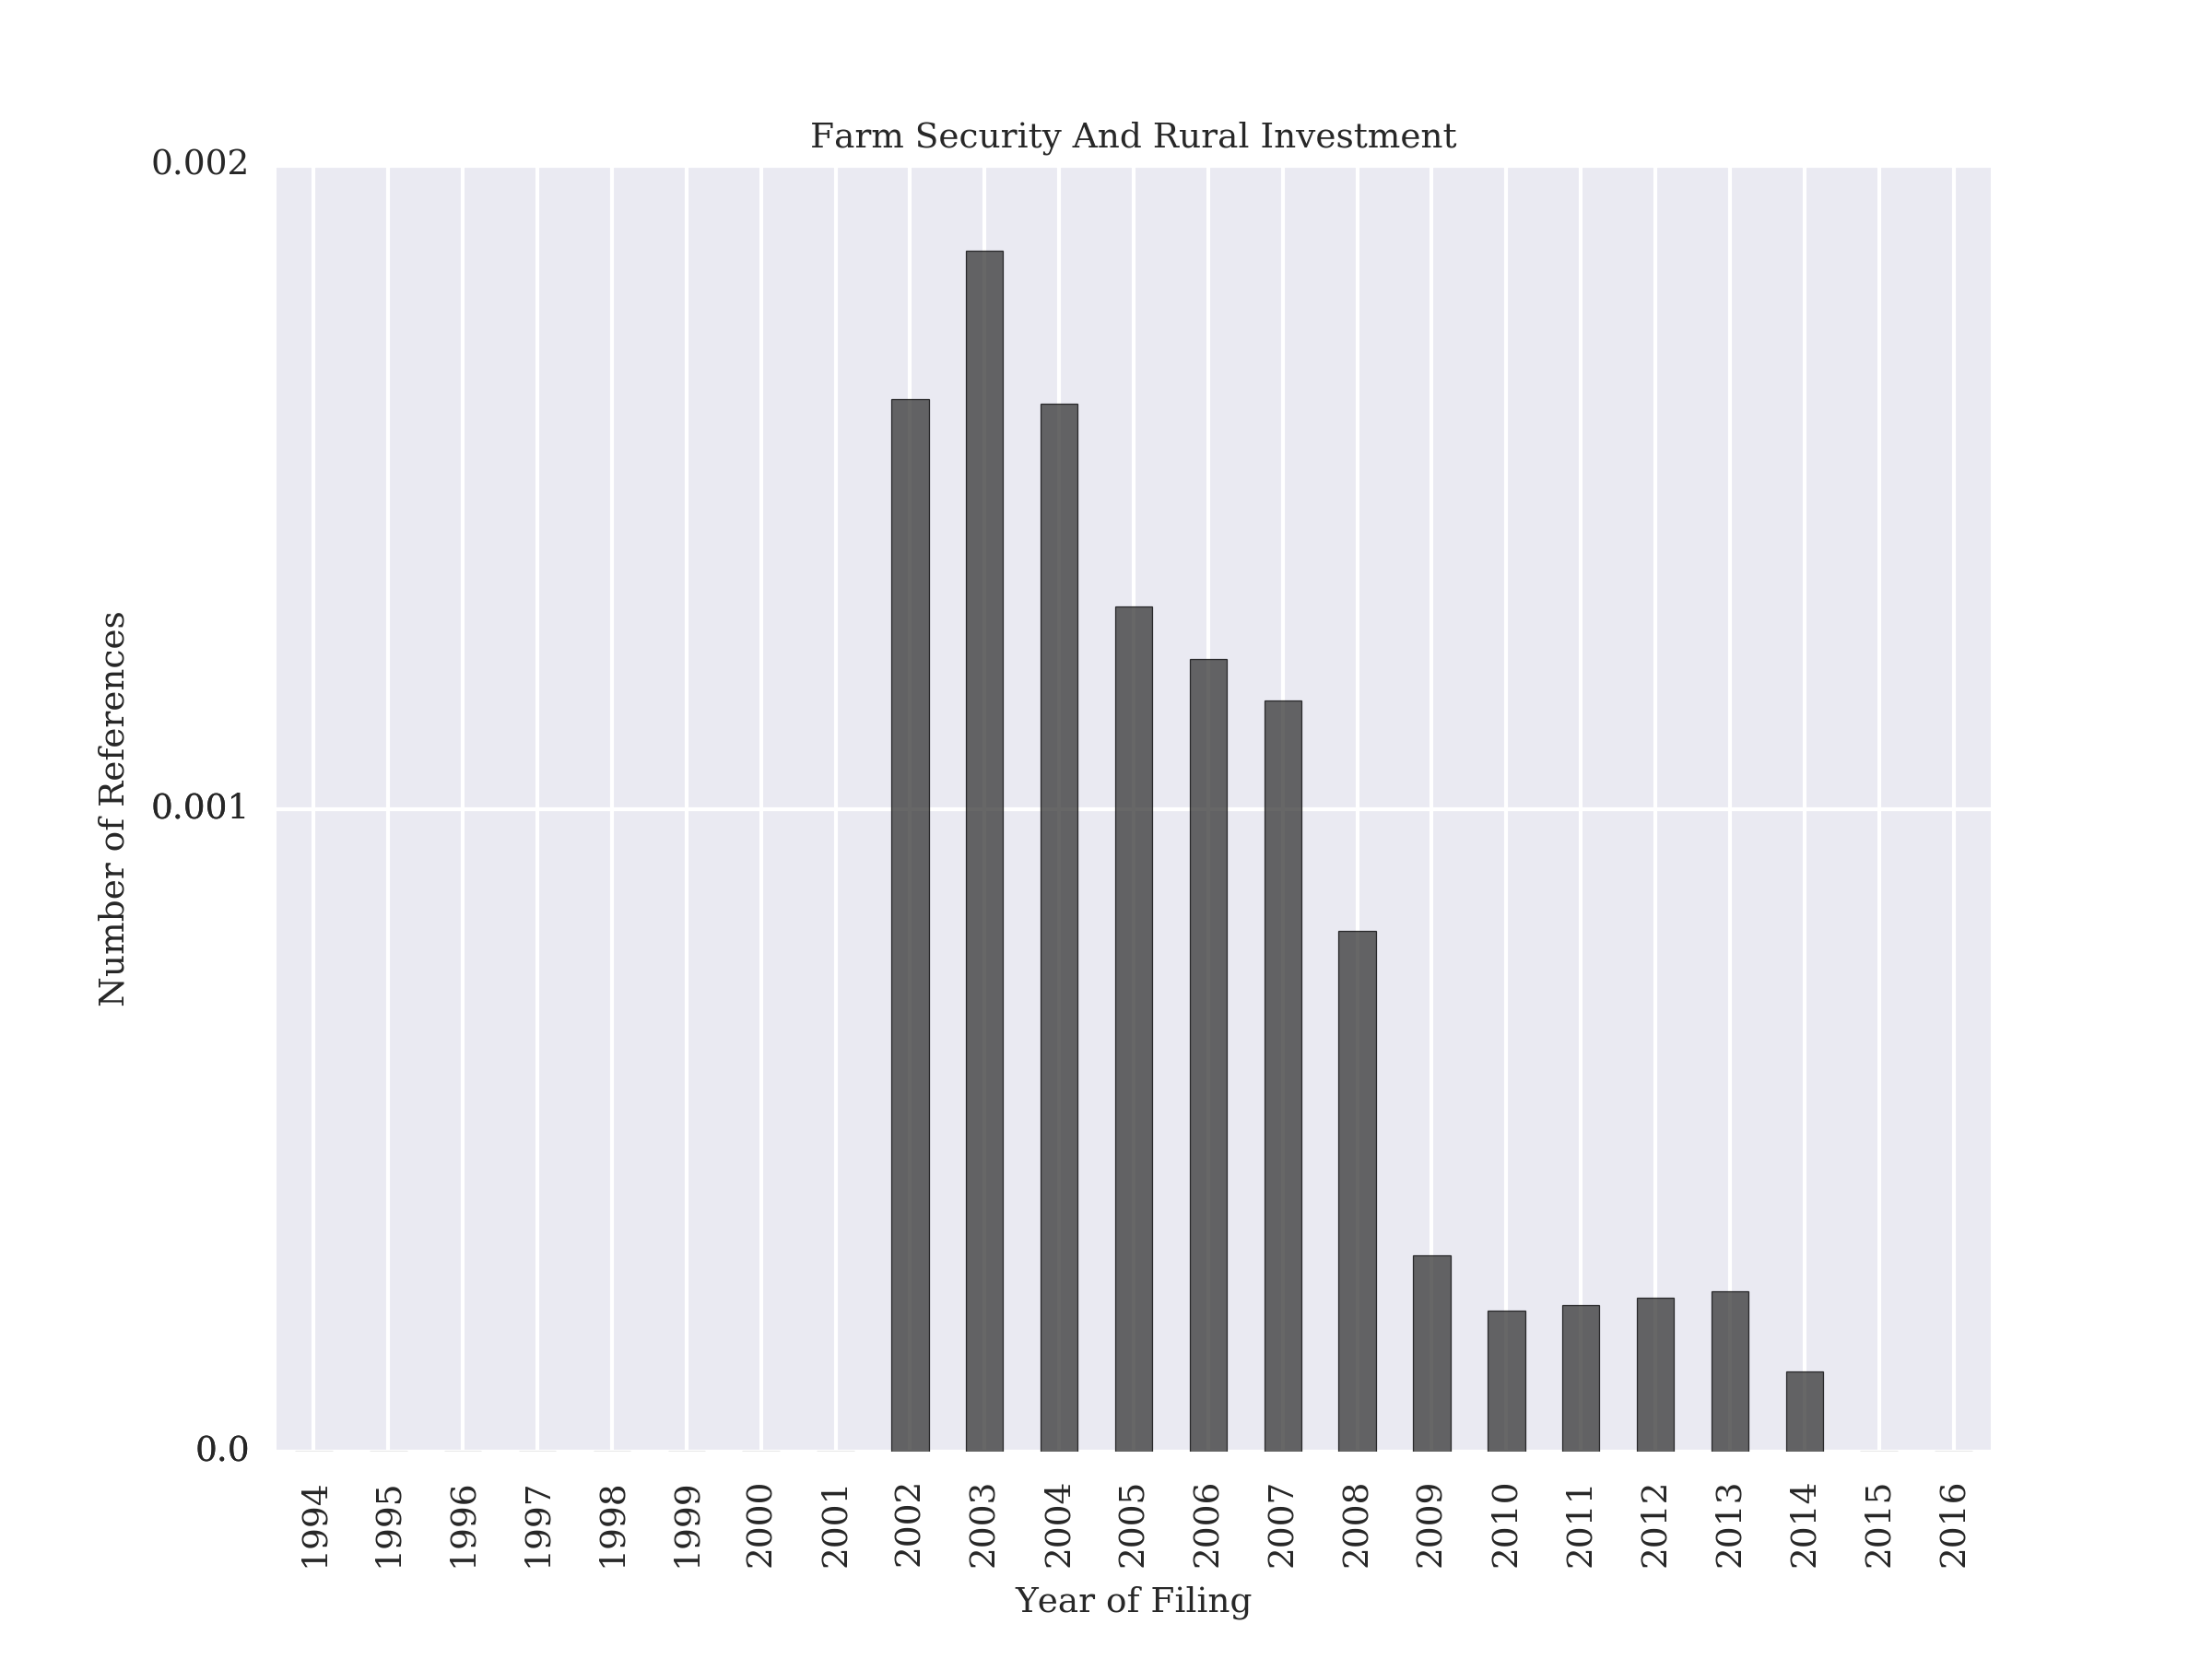 Farm Security And Rural Investment
0.002
0.001
0.0
Number of References
1994 1995 1996 1997 1998 1999 2000 2001 2002 2003 2004 2005 2006 2007 2008 2009 2010 2011 2012 2013 2014 2015 2016
Year of Filing